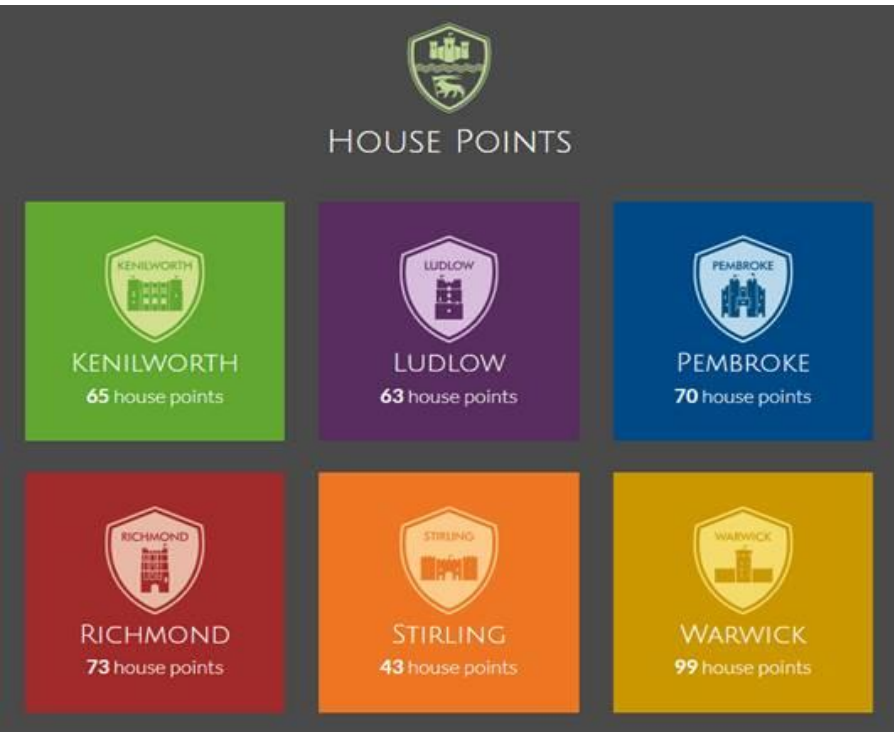 HOUSE POINTS
KENILWORTH
KENILWORTH
65 house points
LUDLOW
LUDLOW
63 house points
PEMBROKE
PEMBROKE
70 house points
RICHMOND
RICHMOND
73 house points
STIRLING
STIRLING
43 house points
WARWICK
WARWICK
99 house points